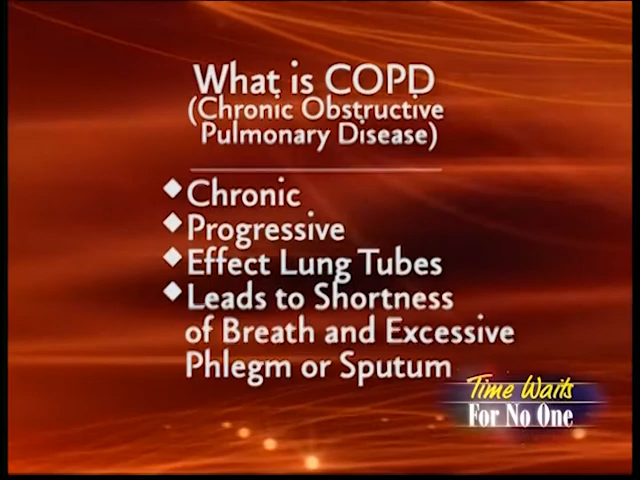 What is COPD
(Chronic Obstructive
Pulmonary Disease)
Chronic
Progressive
Effect Lung Tubes
Leads to Shortness
of Breath and Excessive
Phlegm or Sputum
Time Waits
For No One